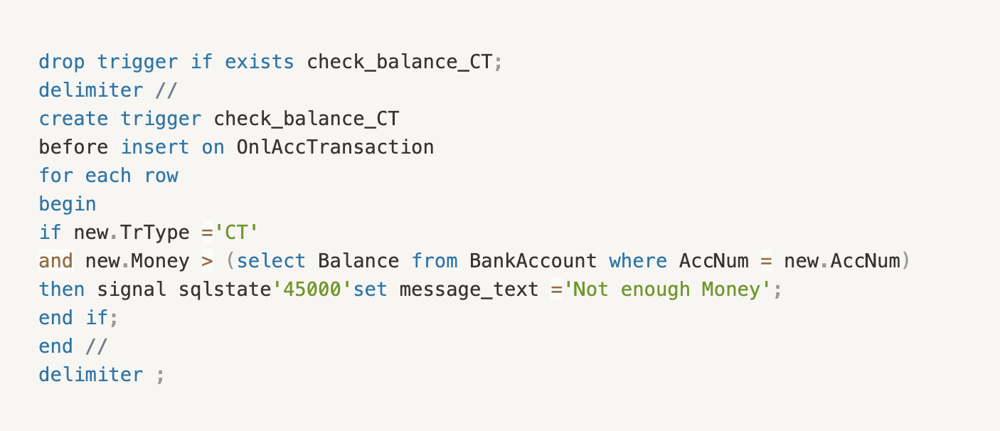 drop trigger if exists check_balance_CT;
delimiter //
create trigger check_balance_CT
before insert on OnlAccTransaction
for each row
begin
if new.TrType ='CT'
and new.Money > (select Balance from BankAccount where AccNum = new.AccNum)
then signal sqlstate'45000'set message_text ='Not enough Money';
end if;
end //
delimiter ;